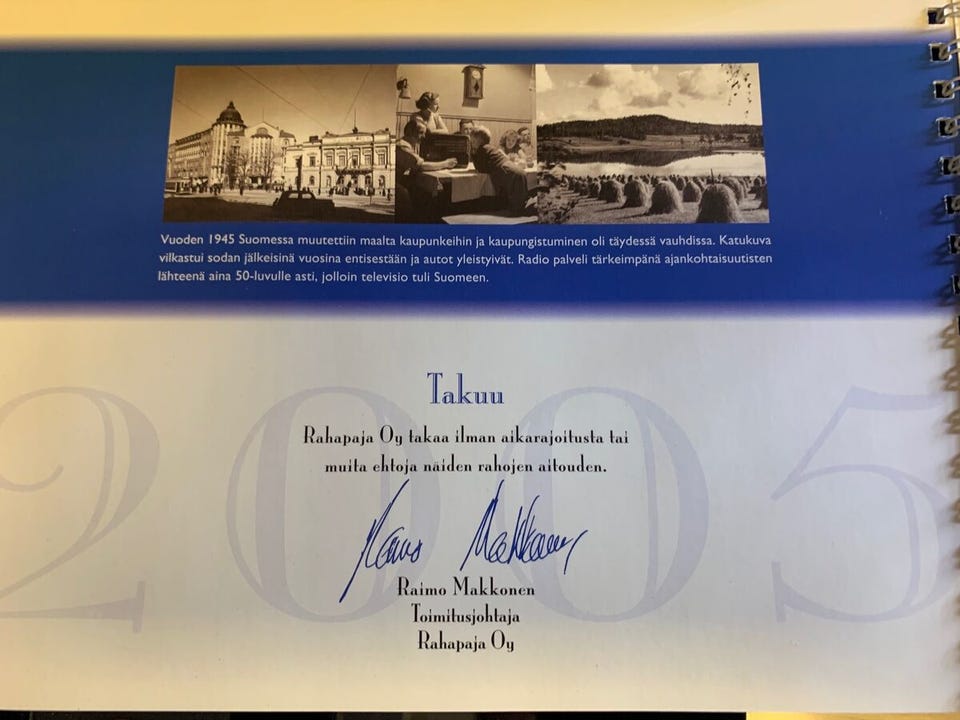 Vuoden 1945 Suomessa muutettiin maalta kaupunkeihin ja kaupungistuminen oli täydessä vauhdissa. Katukuva
vilkastui sodan jälkeisinä vuosina entisestään ja autot yleistyivät. Radio palveli tärkeimpänä ajankohtaisuutisten
lähteenä aina 50-luvulle asti, jolloin televisio tuli Suomeen.
Takuu
2005
Rahapaja Oy takaa ilman aikarajoitusta tai
muita ehtoja näiden rahojen aitouden.
Raimo Makkonen
Raimo Makkonen
Toimitusjohtaja
Rahapaja Oy